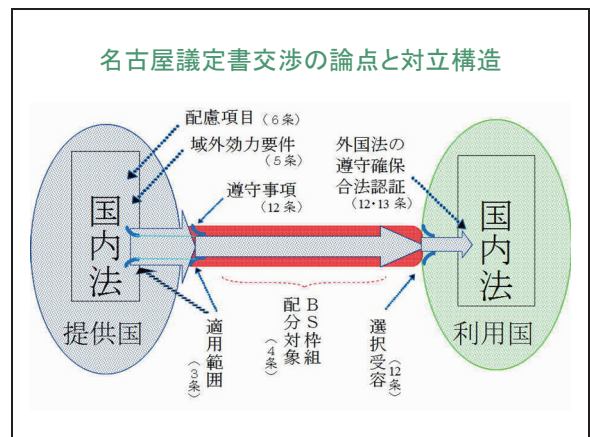 名古屋議定書交渉の論点と対立構造
配慮項目（6条）
域外効力要件
（5条）
遵守事項
（12条）
外国法の
遵守確保
合法認証
（12・13条）
国内法
提供国
国内法
利用国
適用範囲
（3条）
ＢＳ枠組
配分対象
（4条）
選択受容
（12条）